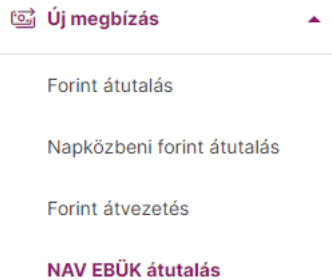 Új megbízás
Forint átutalás
Napközbeni forint átutalás
Forint átvezetés
NAV EBÜK átutalás